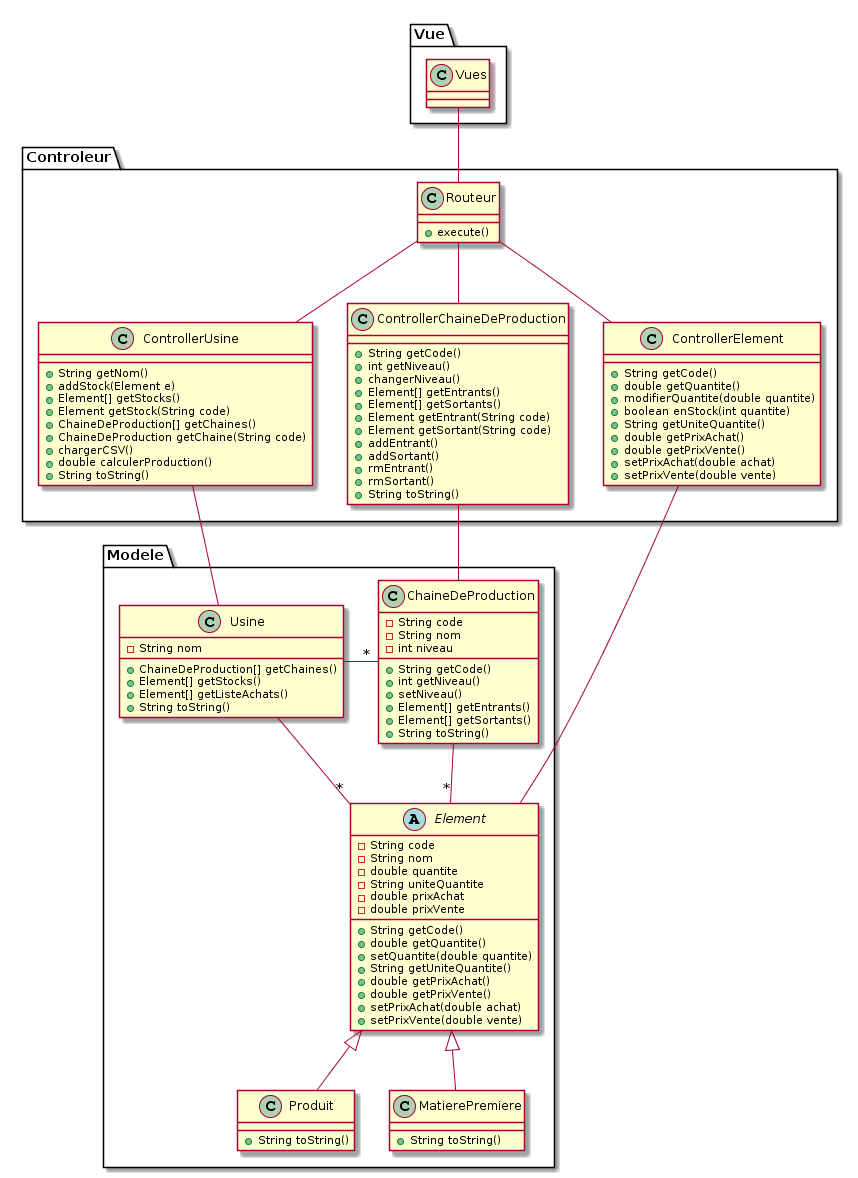 Vue
C Vues
Controleur
C Routeur
execute()
C ControllerUsine
String getNom()
addStock(Element e)
Element[] getStocks()
Element getStock(String code)
ChaineDeProduction[] getChaines()
ChaineDeProduction getChaine(String code)
chargerCSV()
double calculerProduction()
String toString()
C ControllerChaineDeProduction
String getCode()
int getNiveau()
changerNiveau()
Element[] getEntrants()
Element[] getSortants()
Element getEntrant(String code)
Element getSortant(String code)
addEntrant()
addSortant()
rmEntrant()
rmSortant()
String toString()
C ControllerElement
String getCode()
double getQuantite()
modifierQuantite(double quantite)
boolean enStock(int quantite)
String getUniteQuantite()
double getPrixAchat()
double getPrixVente()
setPrixAchat(double achat)
setPrixVente(double vente)
Modele
C Usine
String nom
ChaineDeProduction[] getChaines()
Element[] getStocks()
Element[] getListeAchats()
String toString()
*
C ChaineDeProduction
String code
String nom
int niveau
String getCode()
int getNiveau()
setNiveau()
Element[] getEntrants()
Element[] getSortants()
String toString()
*
*
A Element
String code
String nom
double quantite
String uniteQuantite
double prixAchat
double prixVente
String getCode()
double getQuantite()
setQuantite(double quantite)
String getUniteQuantite()
double getPrixAchat()
double getPrixVente()
setPrixAchat(double achat)
setPrixVente(double vente)
C Produit
String toString()
C MatierePremiere
String toString()